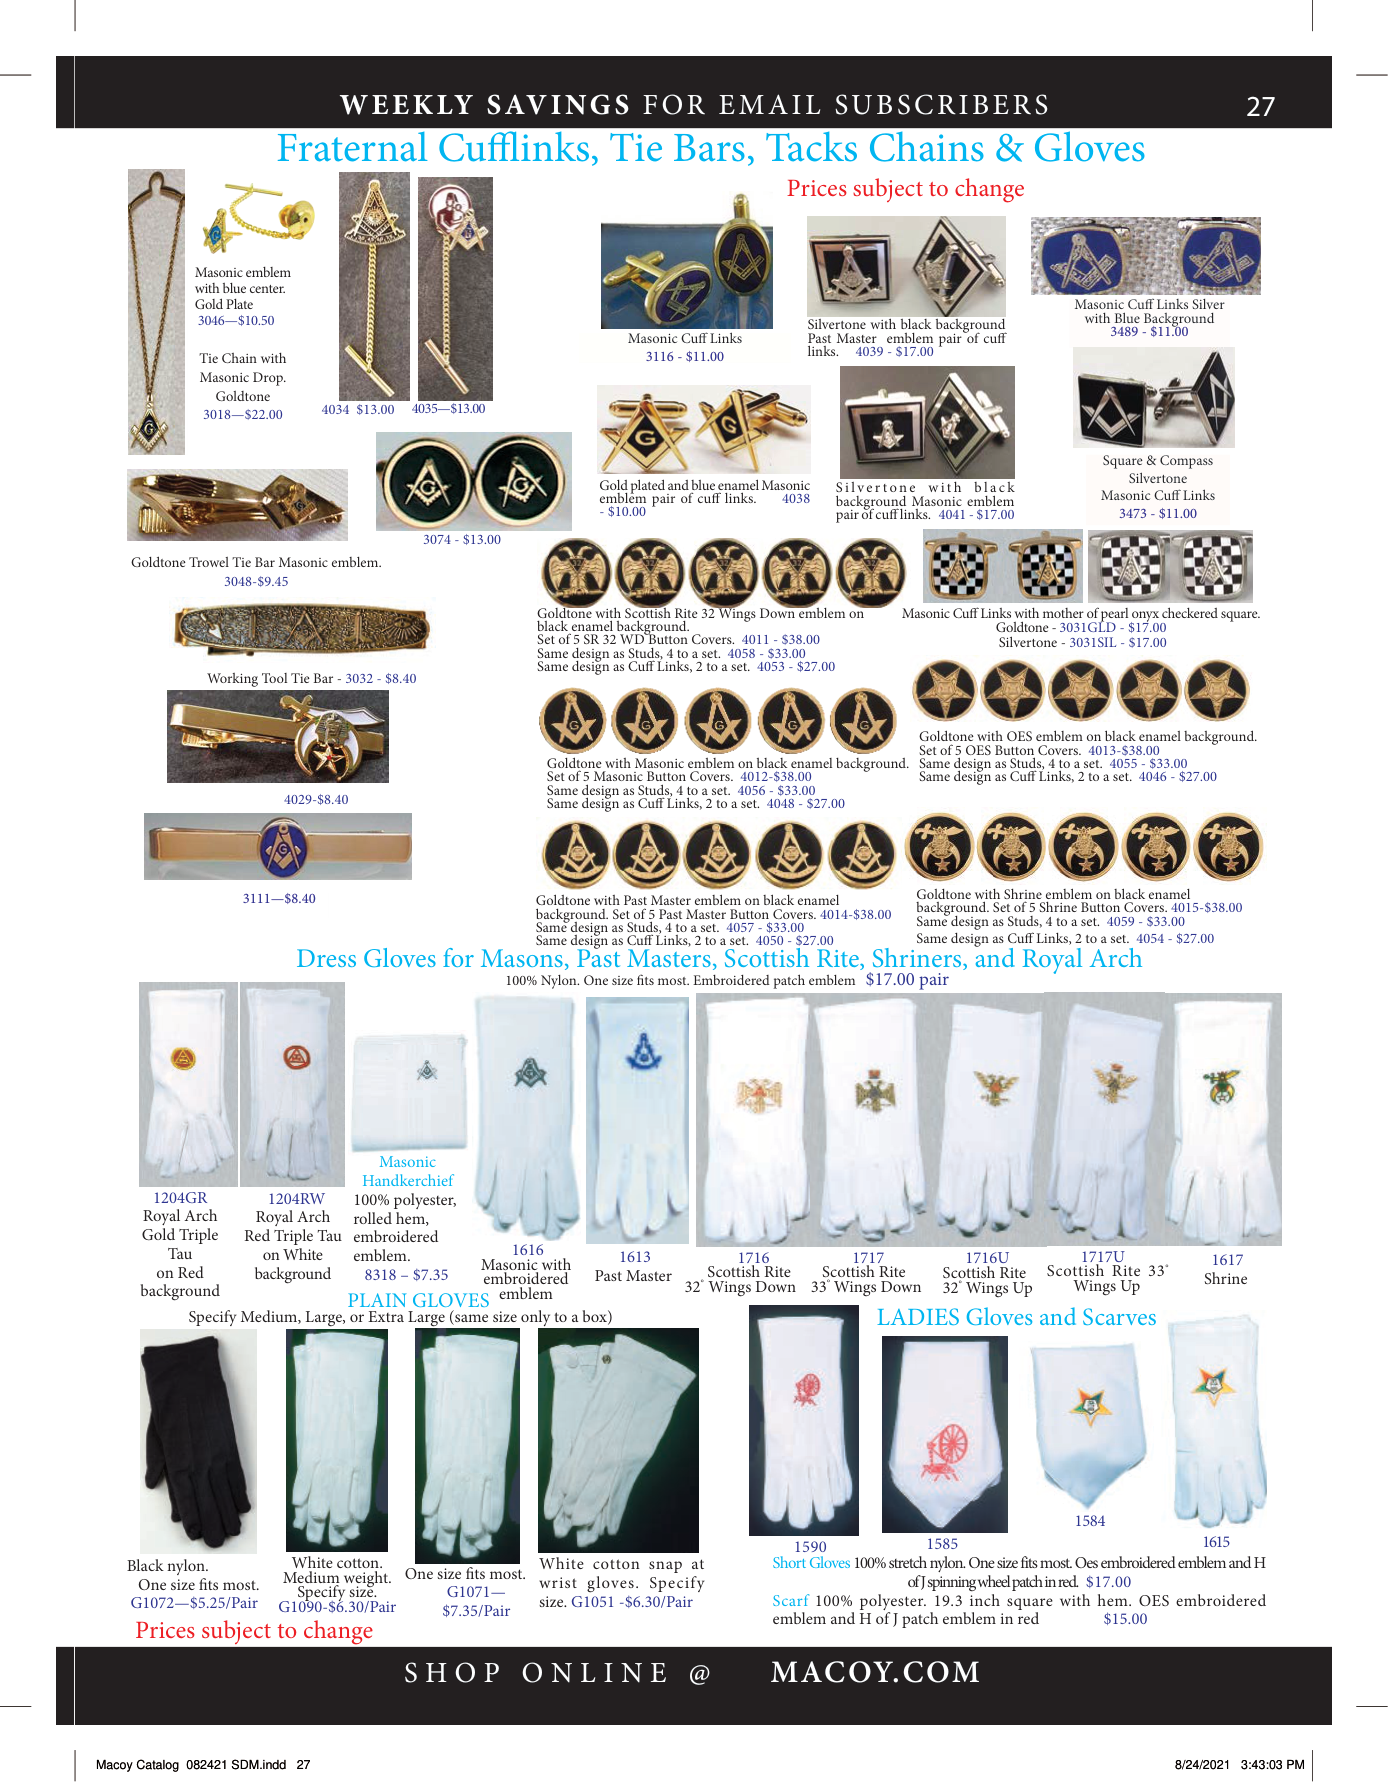 WEEKLY SAVINGS FOR EMAIL SUBSCRIBERS
27
Fraternal Cufflinks, Tie Bars, Tacks Chains & Gloves
Prices subject to change
Masonic emblem
with blue center.
Gold Plate
3046—$10.50
Tie Chain with
Masonic Drop.
Goldtone
3018—$22.00
4034 $13.00
4035—$13.00
Masonic Cuff Links
3116 - $11.00
Silvertone with black background
Past Master emblem pair of cuff
links. 4039 - $17.00
Masonic Cuff Links Silver
with Blue Background
3489 - $11.00
Gold plated and blue enamel Masonic
emblem pair of cuff links. 4038
- $10.00
Silvertone with black
background Masonic emblem
pair of cuff links. 4041 - $17.00
Square & Compass
Silvertone
Masonic Cuff Links
3473 - $11.00
3074 - $13.00
Goldtone Trowel Tie Bar Masonic emblem.
3048-$9.45
Working Tool Tie Bar - 3032 - $8.40
4029-$8.40
3111—$8.40
Goldtone with Scottish Rite 32 Wings Down emblem on
black enamel background.
Set of 5 SR 32 WD Button Covers. 4011 - $38.00
Same design as Studs, 4 to a set. 4058 - $33.00
Same design as Cuff Links, 2 to a set. 4053 - $27.00
Masonic Cuff Links with mother of pearl onyx checkered square.
Goldtone - 3031GLD - $17.00
Silvertone - 3031SIL - $17.00
Goldtone with Masonic emblem on black enamel background.
Set of 5 Masonic Button Covers. 4012-$38.00
Same design as Studs, 4 to a set. 4056 - $33.00
Same design as Cuff Links, 2 to a set. 4048 - $27.00
Goldtone with OES emblem on black enamel background.
Set of 5 OES Button Covers. 4013-$38.00
Same design as Studs, 4 to a set. 4055 - $33.00
Same design as Cuff Links, 2 to a set. 4046 - $27.00
Goldtone with Past Master emblem on black enamel
background. Set of 5 Past Master Button Covers. 4014-$38.00
Same design as Studs, 4 to a set. 4057 - $33.00
Same design as Cuff Links, 2 to a set. 4050 - $27.00
Goldtone with Shrine emblem on black enamel
background. Set of 5 Shrine Button Covers. 4015-$38.00
Same design as Studs, 4 to a set. 4059 - $33.00
Same design as Cuff Links, 2 to a set. 4054 - $27.00
Dress Gloves for Masons, Past Masters, Scottish Rite, Shriners, and Royal Arch
100% Nylon. One size fits most. Embroidered patch emblem $17.00 pair
1204GR
Royal Arch
Gold Triple
Tau
on Red
background
1204RW
Royal Arch
Red Triple Tau
on White
background
Masonic
Handkerchief
100% polyester,
rolled hem,
embroidered
emblem.
8318 – $7.35
1616
Masonic with
embroidered
emblem
1613
Past Master
1716
Scottish Rite
32° Wings Down
1717
Scottish Rite
33° Wings Down
1716U
Scottish Rite
32° Wings Up
1717U
Scottish Rite 33°
Wings Up
1617
Shrine
PLAIN GLOVES
Specify Medium, Large, or Extra Large (same size only to a box)
Black nylon.
One size fits most.
G1072—$5.25/Pair
White cotton.
Medium weight.
Specify size.
G1090-$6.30/Pair
One size fits most.
G1071—
$7.35/Pair
White cotton snap at
wrist gloves. Specify
size. G1051 -$6.30/Pair
LADIES Gloves and Scarves
1590
1585
1584
1615
Short Gloves 100% stretch nylon. One size fits most. Oes embroidered emblem and H
of J spinning wheel patch in red. $17.00
Scarf 100% polyester. 19.3 inch square with hem. OES embroidered
emblem and H of J patch emblem in red $15.00
Prices subject to change
SHOP ONLINE @ MACOY.COM
Macoy Catalog 082421 SDM.indd 27
8/24/2021 3:43:03 PM